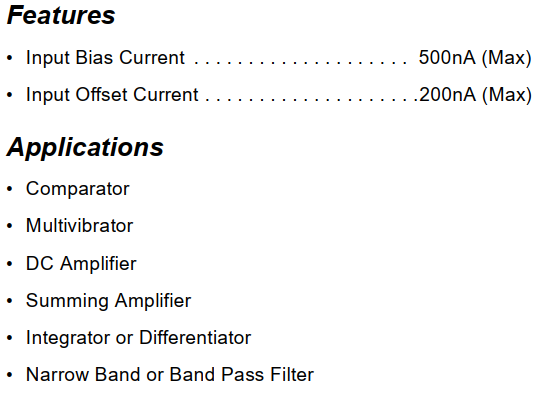 Features
• Input Bias Current . . . . . . . . . . . . . . . . . . . . 500nA (Max)
• Input Offset Current . . . . . . . . . . . . . . . . . . . .200nA (Max)
Applications
• Comparator
• Multivibrator
• DC Amplifier
• Summing Amplifier
• Integrator or Differentiator
• Narrow Band or Band Pass Filter